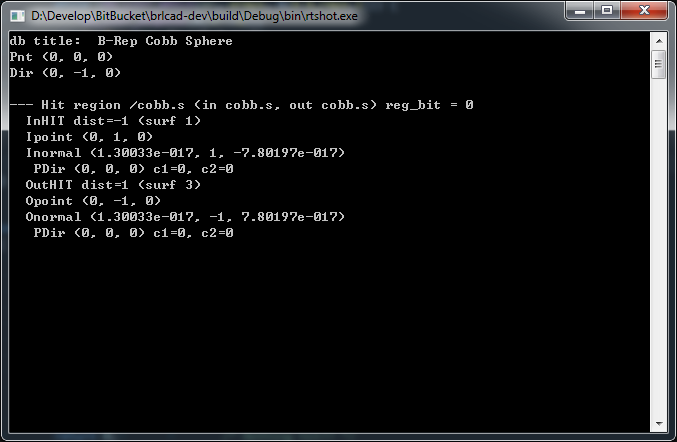 D:\Develop\BitBucket\brlcad-dev\build\Debug\bin\rtshot.exe
db title:  B-Rep Cobb Sphere
Pnt (0, 0, 0)
Dir (0, -1, 0)
--- Hit region /cobb.s (in cobb.s, out cobb.s) reg_bit = 0
  InHIT dist=-1 (surf 1)
  Ipoint (0, 1, 0)
  Inormal (1.30033e-017, 1, -7.80197e-017)
   PDir (0, 0, 0) c1=0, c2=0
  OutHIT dist=1 (surf 3)
  Opoint (0, -1, 0)
  Onormal (1.30033e-017, -1, 7.80197e-017)
   PDir (0, 0, 0) c1=0, c2=0